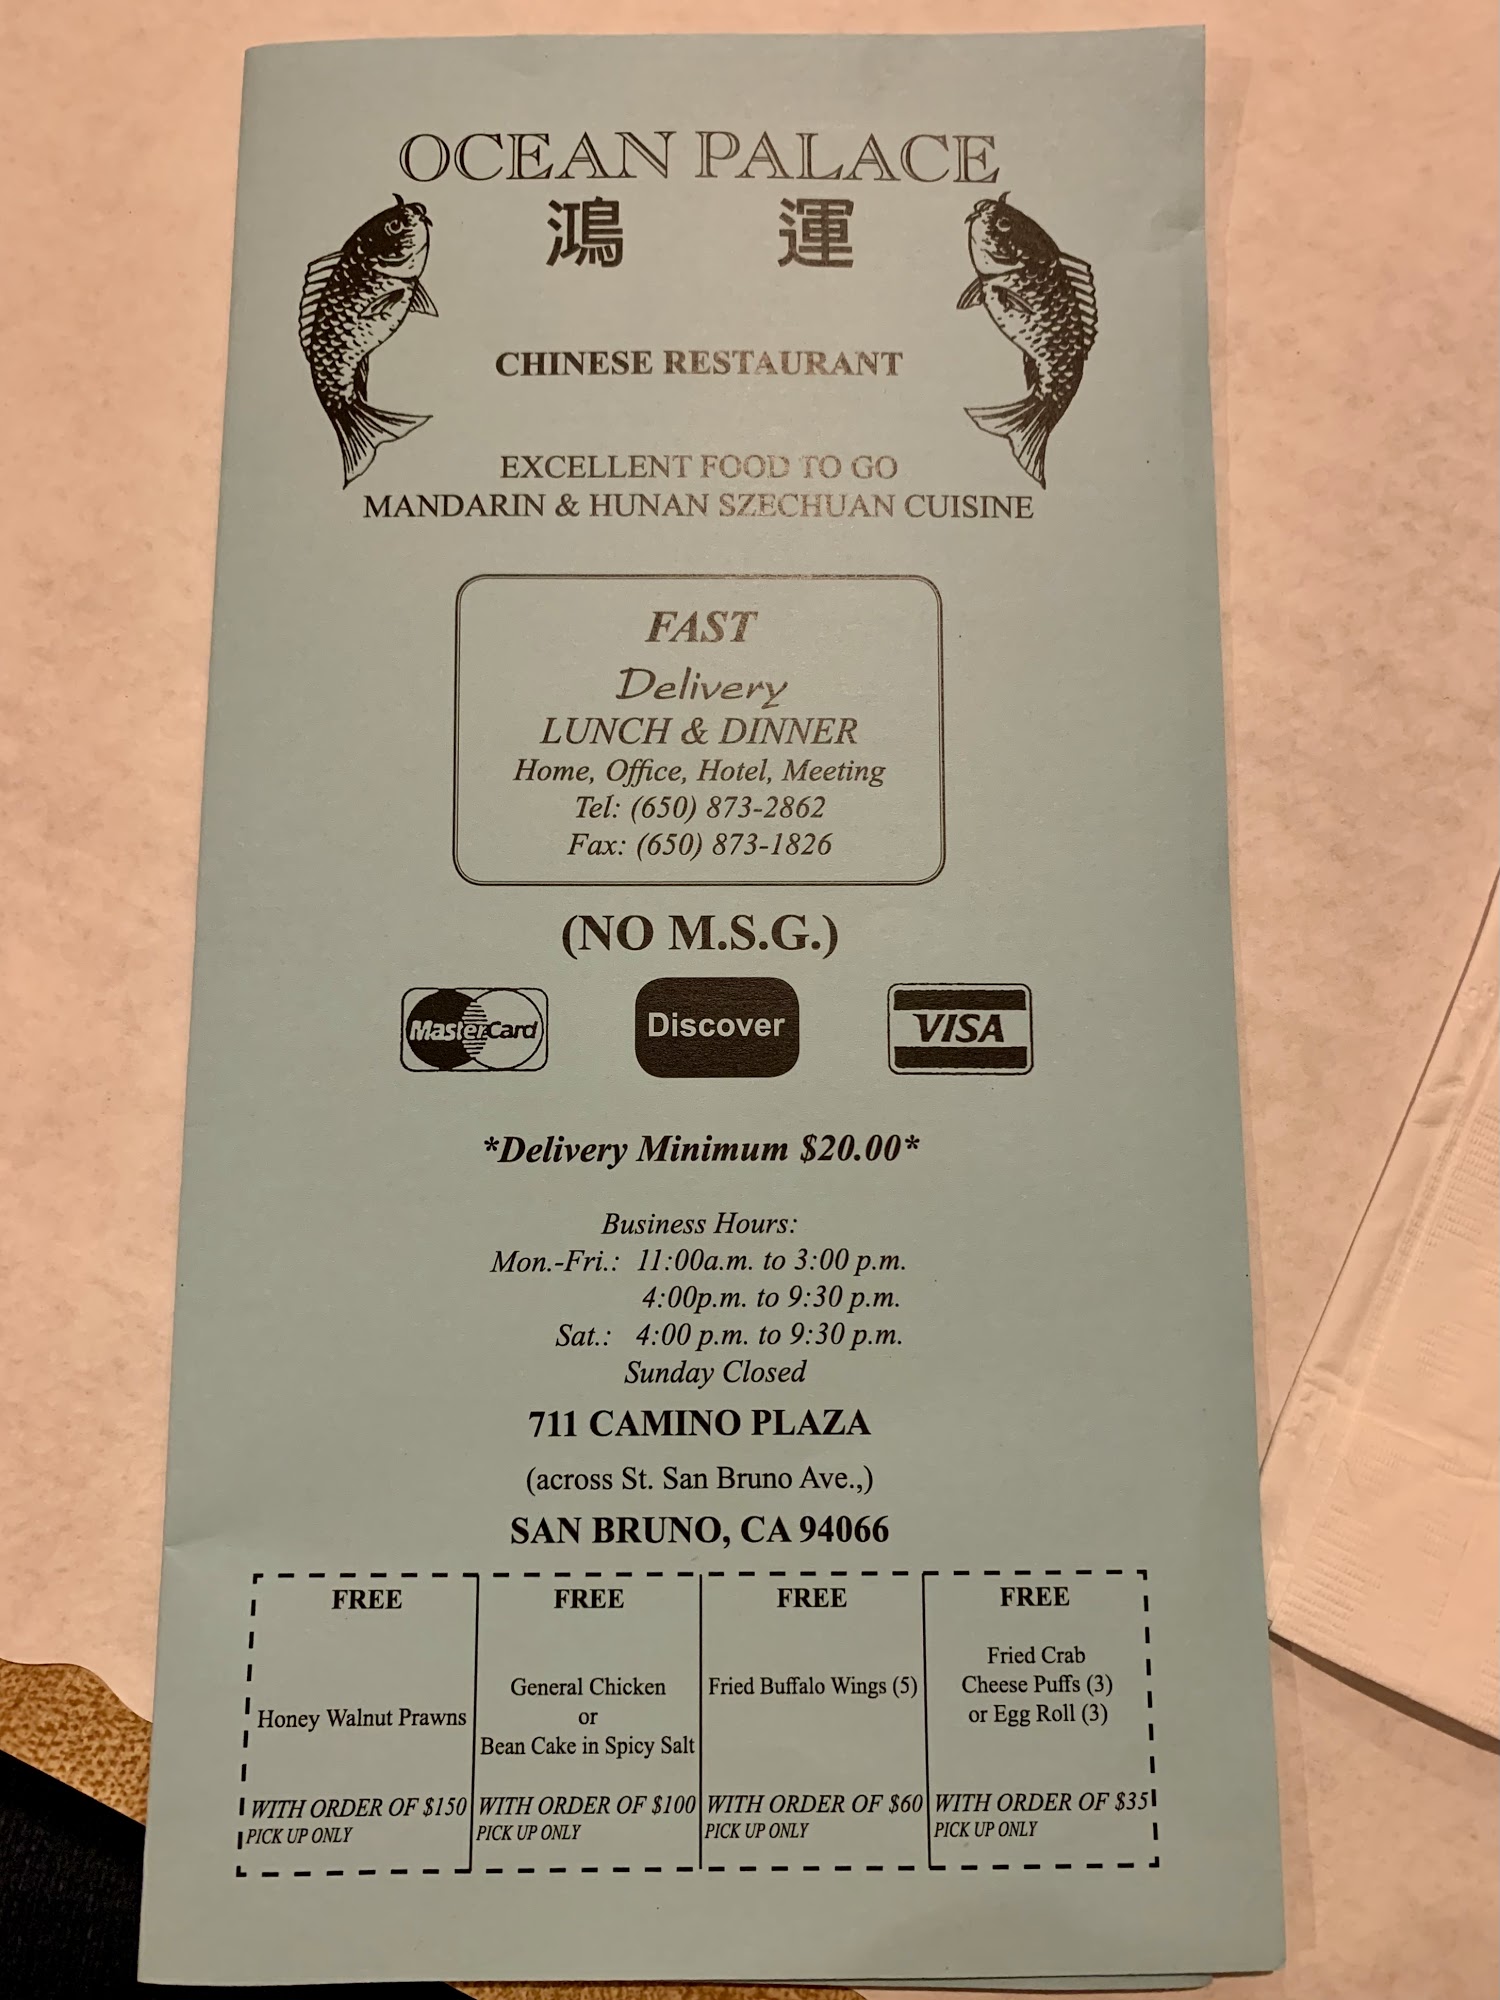 OCEAN PALACE
鴻 運
CHINESE RESTAURANT
EXCELLENT FOOD TO GO
MANDARIN & HUNAN SZECHUAN CUISINE
FAST
Delivery
LUNCH & DINNER
Home, Office, Hotel, Meeting
Tel: (650) 873-2862
Fax: (650) 873-1826
(NO M.S.G.)
MasterCard Discover VISA
*Delivery Minimum $20.00*
Business Hours:
Mon.-Fri.: 11:00a.m. to 3:00 p.m.
4:00p.m. to 9:30 p.m.
Sat.: 4:00 p.m. to 9:30 p.m.
Sunday Closed
711 CAMINO PLAZA
(across St. San Bruno Ave.,)
SAN BRUNO, CA 94066
FREE
Honey Walnut Prawns
WITH ORDER OF $150
PICK UP ONLY
FREE
General Chicken
or
Bean Cake in Spicy Salt
WITH ORDER OF $100
PICK UP ONLY
FREE
Fried Buffalo Wings (5)
WITH ORDER OF $60
PICK UP ONLY
FREE
Fried Crab
Cheese Puffs (3)
or Egg Roll (3)
WITH ORDER OF $35
PICK UP ONLY